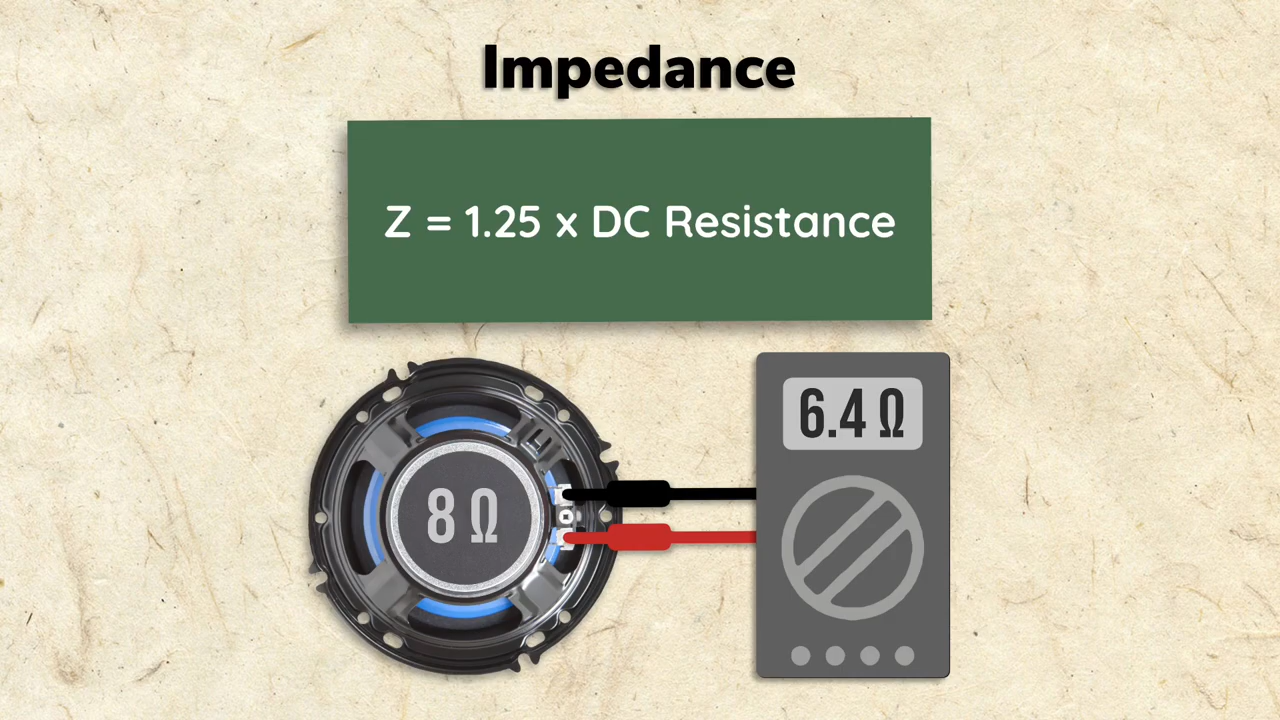 Impedance
Z = 1.25 x DC Resistance
6.4 Ω
8 Ω